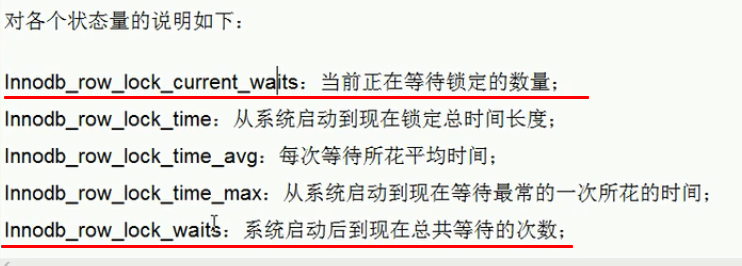 对各个状态量的说明如下：
Innodb_row_lock_current_waits：当前正在等待锁定的数量；
Innodb_row_lock_time：从系统启动到现在锁定总时间长度；
Innodb_row_lock_time_avg：每次等待所花平均时间；
Innodb_row_lock_time_max：从系统启动到现在等待最常的一次所花的时间；
Innodb_row_lock_waits：系统启动后到现在总共等待的次数；